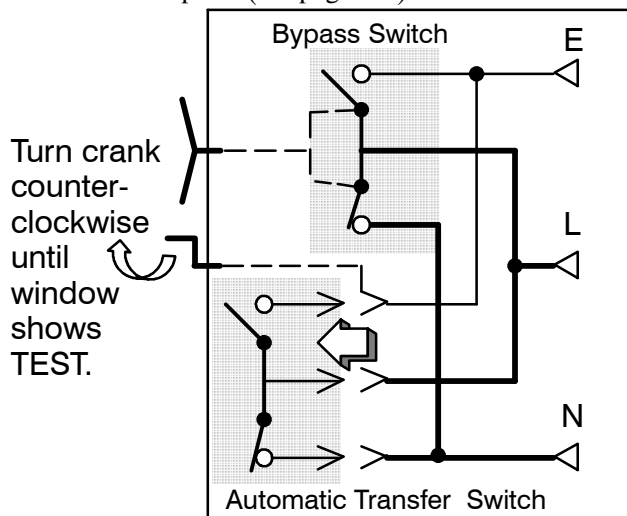 Bypass Switch
E
Turn crank
counter-
clockwise
until
window
shows
TEST.
L
N
Automatic Transfer Switch